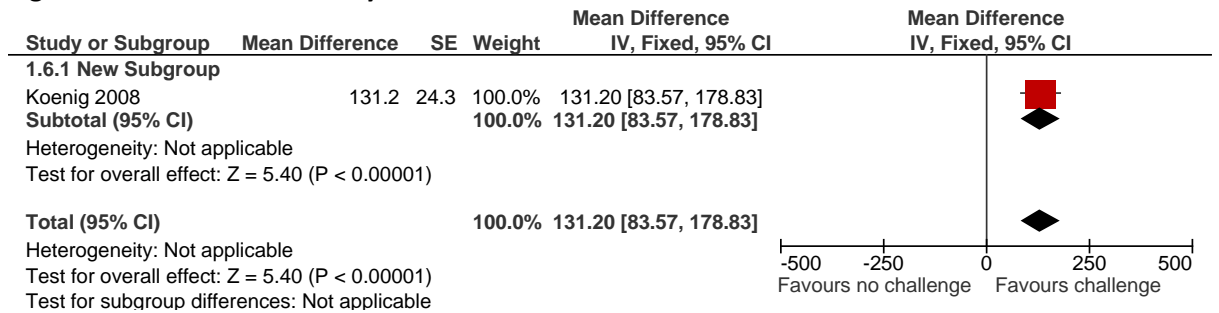 Mean Difference Mean Difference
Study or Subgroup Mean Difference SE Weight IV, Fixed, 95% CI IV, Fixed, 95% CI
1.6.1 New Subgroup
Koenig 2008 131.2 24.3 100.0% 131.20 [83.57, 178.83]
Subtotal (95% CI) 100.0% 131.20 [83.57, 178.83]
Heterogeneity: Not applicable
Test for overall effect: Z = 5.40 (P < 0.00001)
Total (95% CI) 100.0% 131.20 [83.57, 178.83]
Heterogeneity: Not applicable
Test for overall effect: Z = 5.40 (P < 0.00001)
Test for subgroup differences: Not applicable
-500 -250 0 250 500
Favours no challenge Favours challenge